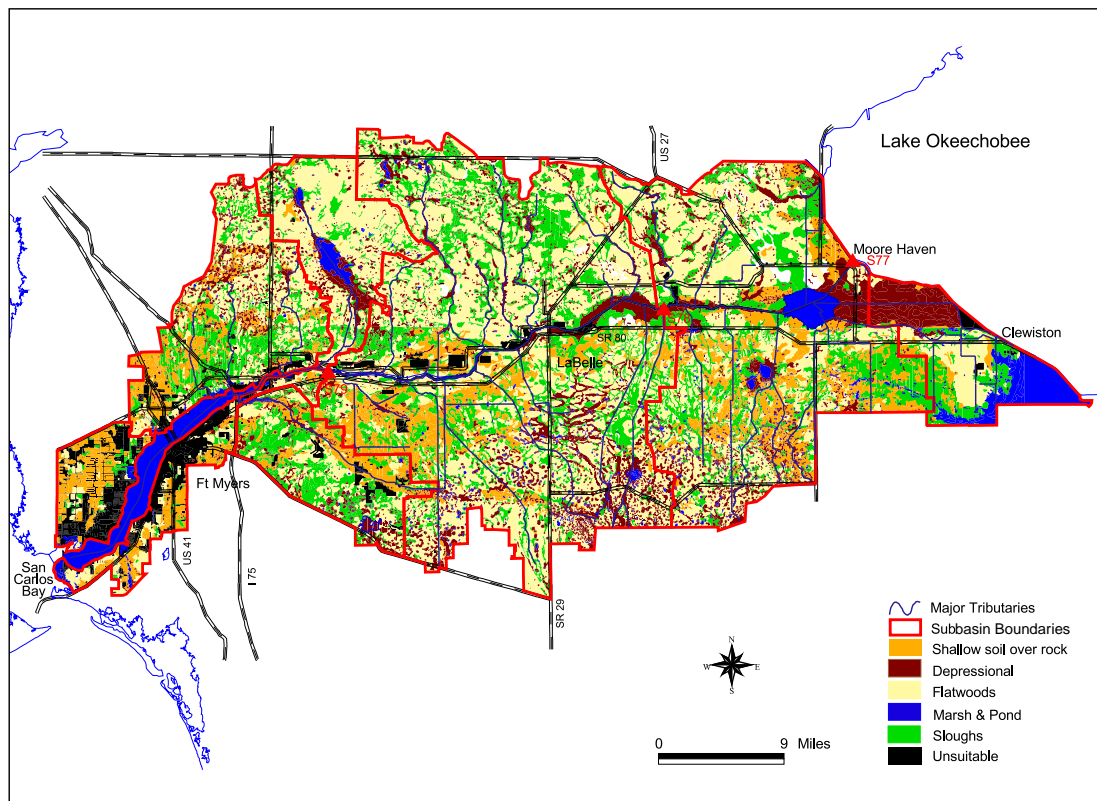 Lake Okeechobee
US 27
Moore Haven
S77
Clewiston
SR 80
LaBelle
Ft Myers
San
Carlos
Bay
US 41
I 75
SR 29
N
W E
S
0 9 Miles
Major Tributaries
Subbasin Boundaries
Shallow soil over rock
Depressional
Flatwoods
Marsh & Pond
Sloughs
Unsuitable